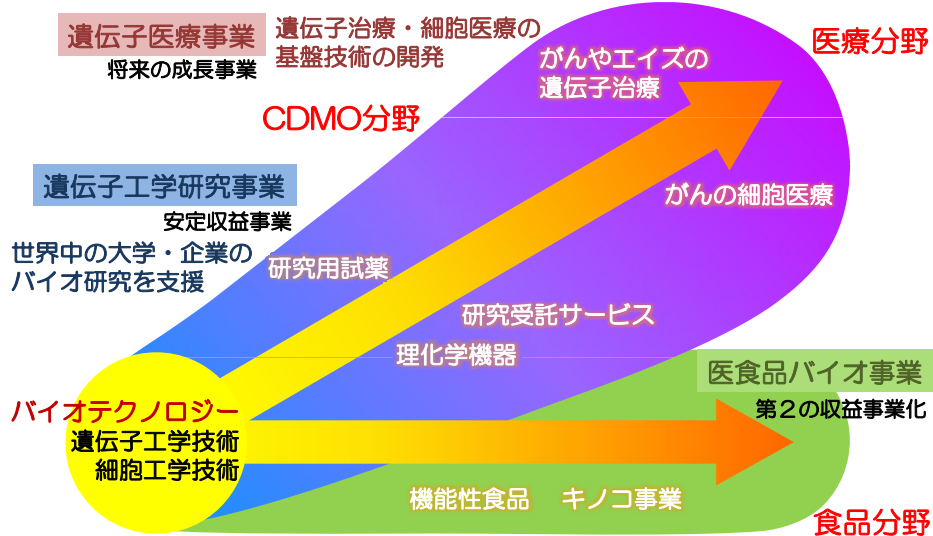 遺伝子医療事業
将来の成長事業
遺伝子治療・細胞医療の
基盤技術の開発
医療分野
がんやエイズの
遺伝子治療
CDMO分野
遺伝子工学研究事業
安定収益事業
世界中の大学・企業の
バイオ研究を支援
がんの細胞医療
研究用試薬
研究受託サービス
理化学機器
医食品バイオ事業
第2の収益事業化
バイオテクノロジー
遺伝子工学技術
細胞工学技術
機能性食品 キノコ事業
食品分野